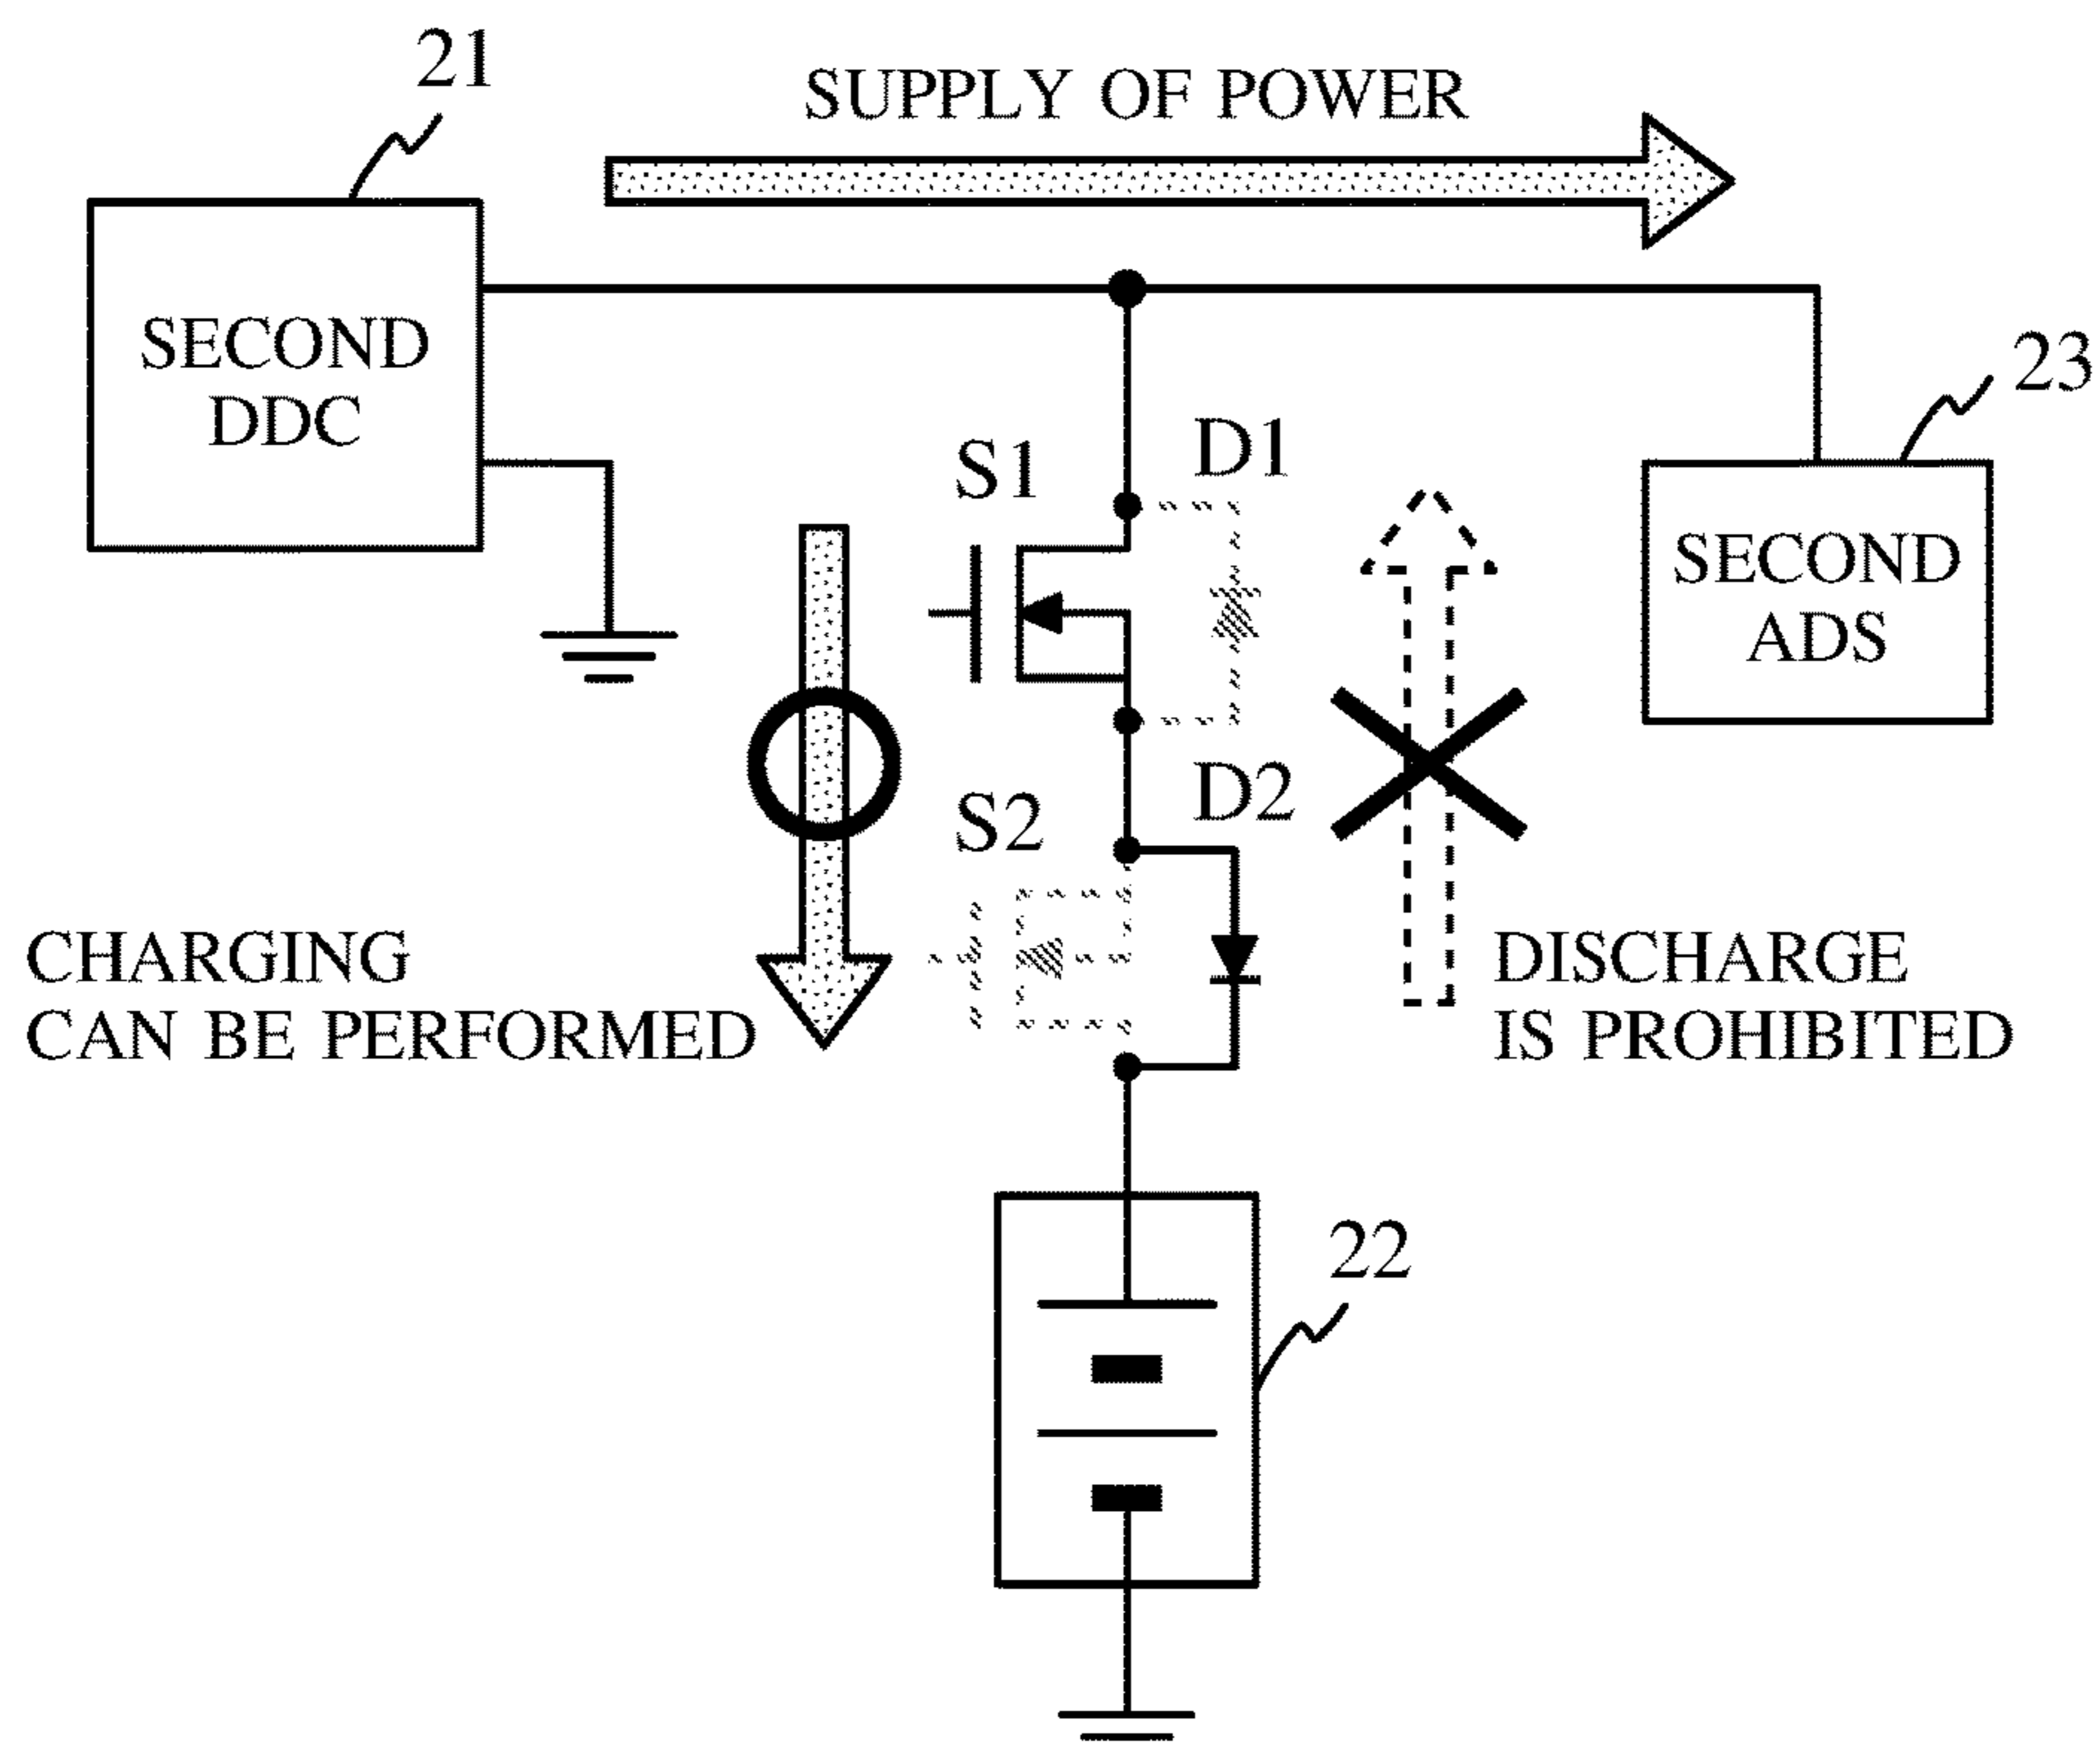 21
SUPPLY OF POWER
SECOND
DDC
23
S1
D1
SECOND
ADS
S2
D2
CHARGING
CAN BE PERFORMED
DISCHARGE
IS PROHIBITED
22